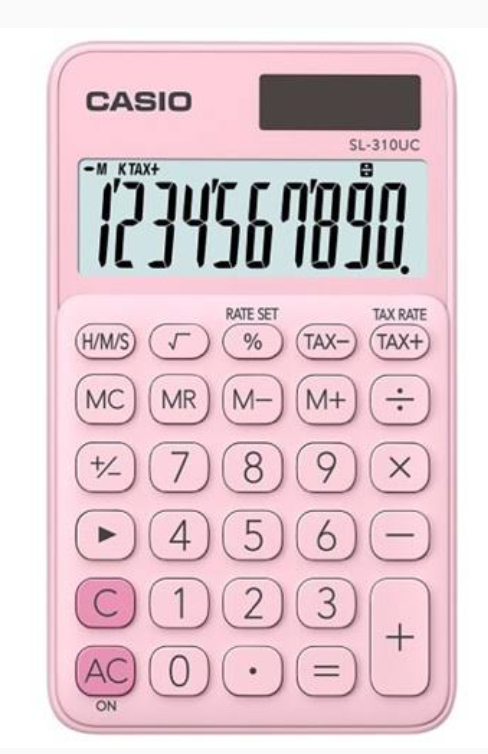 CASIO
SL-310UC
-M K TAX+
1'234'567'890.
RATE SET TAX RATE
H/M/S √ % TAX− TAX+
MC MR M− M+ ÷
+/− 7 8 9 ×
▶ 4 5 6 −
C 1 2 3
+
AC 0 · =
ON